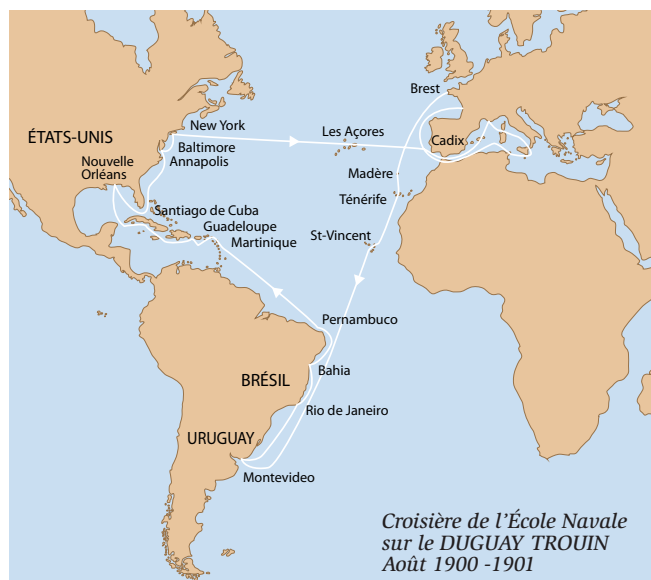 Brest
New York
Les Açores
ÉTATS-UNIS
Baltimore
Annapolis
Cadix
Nouvelle
Orléans
Madère
Ténérife
Santiago de Cuba
Guadeloupe
Martinique
St-Vincent
Pernambuco
BRÉSIL
Bahia
Rio de Janeiro
URUGUAY
Montevideo
Croisière de l'École Navale
sur le DUGUAY TROUIN
Août 1900 -1901